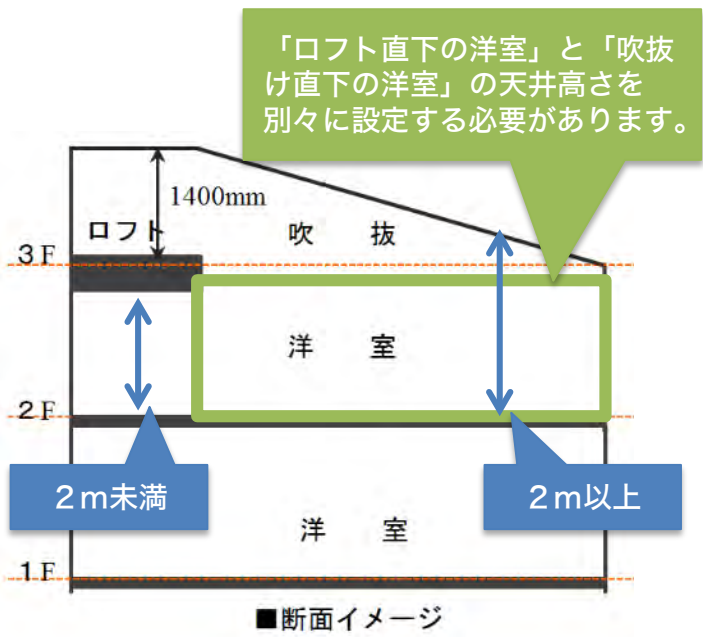 「ロフト直下の洋室」と「吹抜
け直下の洋室」の天井高さを
別々に設定する必要があります。
1400mm
ロフト
吹　抜
3F
洋　室
2F
２ｍ未満
２ｍ以上
洋　室
1F
■断面イメージ